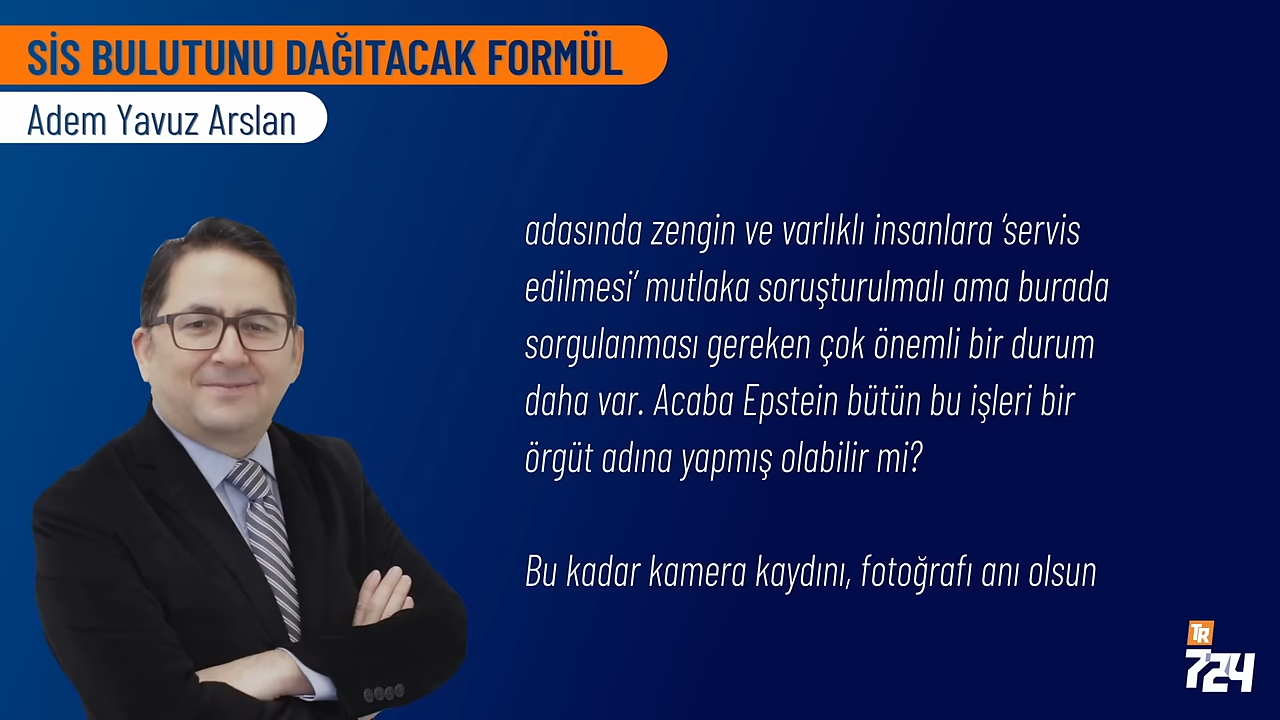 SİS BULUTUNU DAĞITACAK FORMÜL
Adem Yavuz Arslan
adasında zengin ve varlıklı insanlara ‘servis
edilmesi’ mutlaka soruşturulmalı ama burada
sorgulanması gereken çok önemli bir durum
daha var. Acaba Epstein bütün bu işleri bir
örgüt adına yapmış olabilir mi?
Bu kadar kamera kaydını, fotoğrafı anı olsun
TR
724